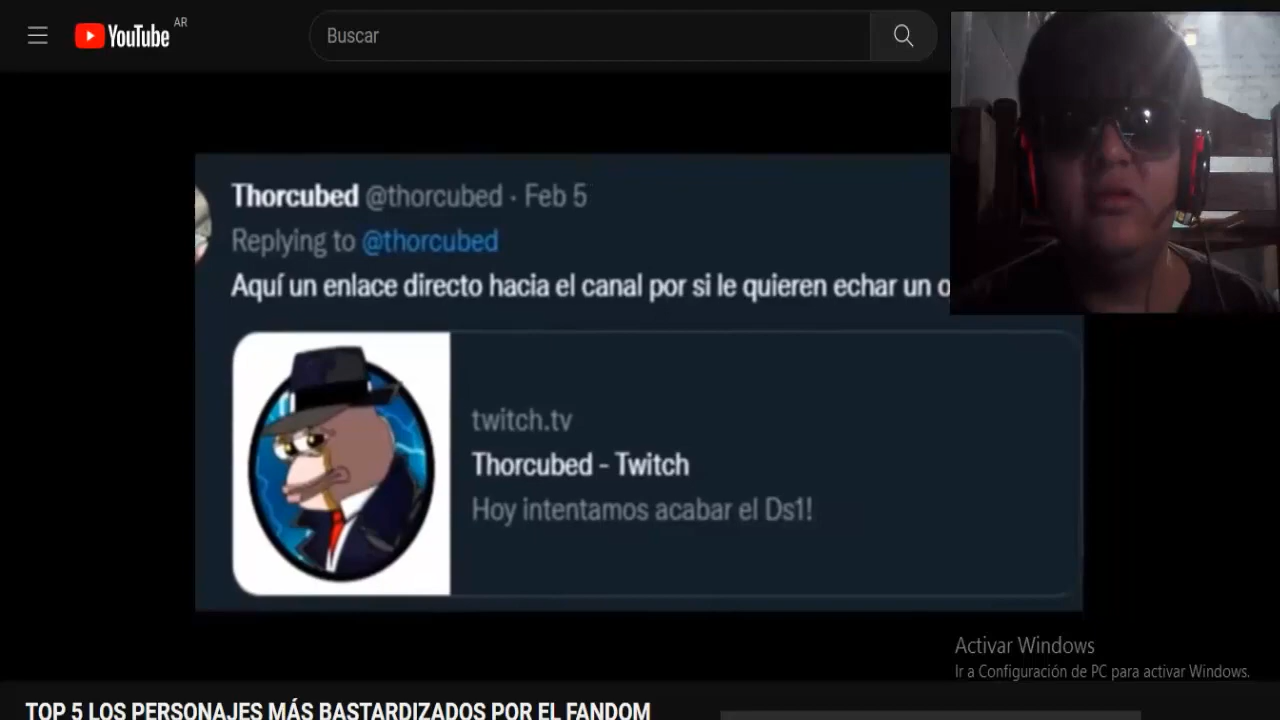 YouTube AR
Buscar
Thorcubed @thorcubed · Feb 5
Replying to @thorcubed
Aquí un enlace directo hacia el canal por si le quieren echar un
twitch.tv
Thorcubed - Twitch
Hoy intentamos acabar el Ds1!
Activar Windows
Ir a Configuración de PC para activar Windows.
TOP 5 LOS PERSONAJES MÁS BASTARDIZADOS POR EL FANDOM